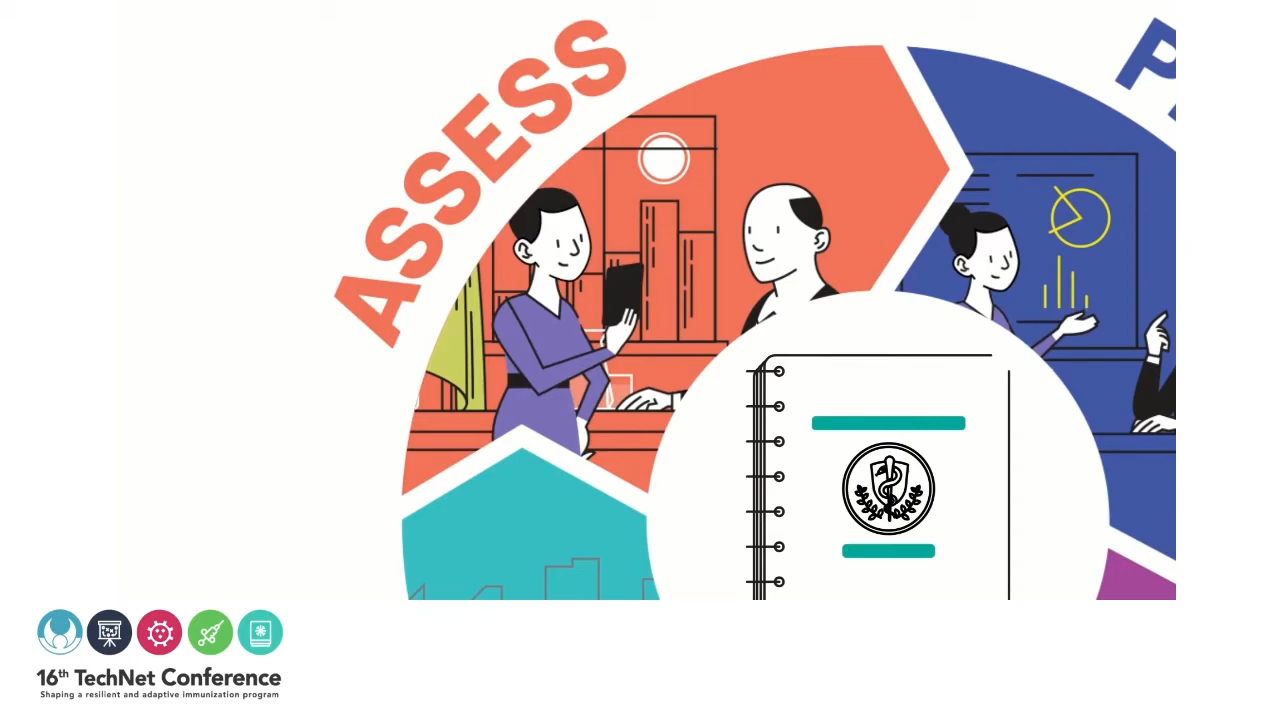 ASSESS
P
16th TechNet Conference
Shaping a resilient and adaptive immunization program